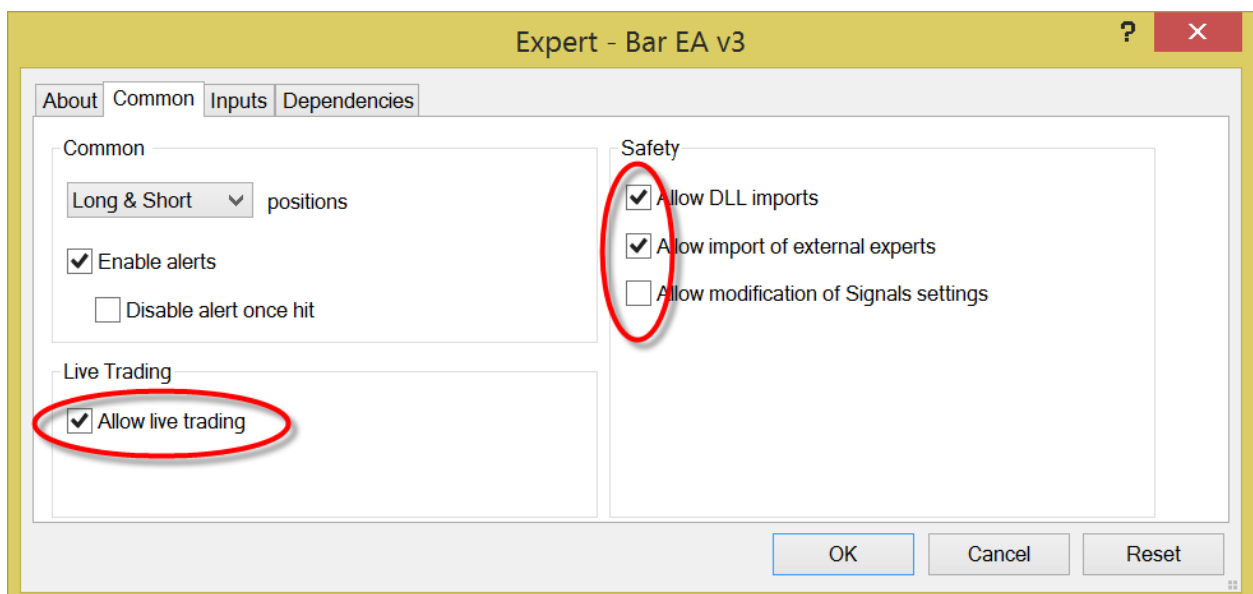 Expert - Bar EA v3
?
About Common Inputs Dependencies
Common
Long & Short positions
Enable alerts
Disable alert once hit
Live Trading
Allow live trading
Safety
Allow DLL imports
Allow import of external experts
Allow modification of Signals settings
OK Cancel Reset